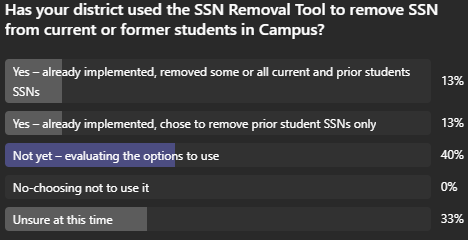 Has your district used the SSN Removal Tool to remove SSN
from current or former students in Campus?
Yes – already implemented, removed some or all current and prior students
SSNs
13%
Yes – already implemented, chose to remove prior student SSNs only
13%
Not yet – evaluating the options to use
40%
No-choosing not to use it
0%
Unsure at this time
33%